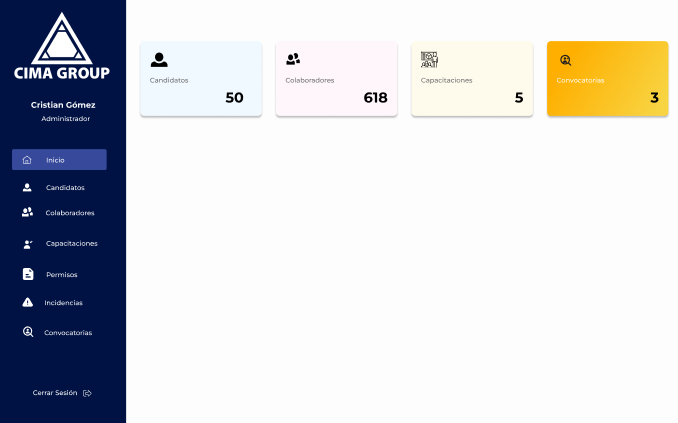 CIMA GROUP
Cristian Gómez
Administrador
Inicio
Candidatos
Colaboradores
Capacitaciones
Permisos
Incidencias
Convocatorias
Cerrar Sesión
Candidatos
50
Colaboradores
618
Capacitaciones
5
Convocatorias
3